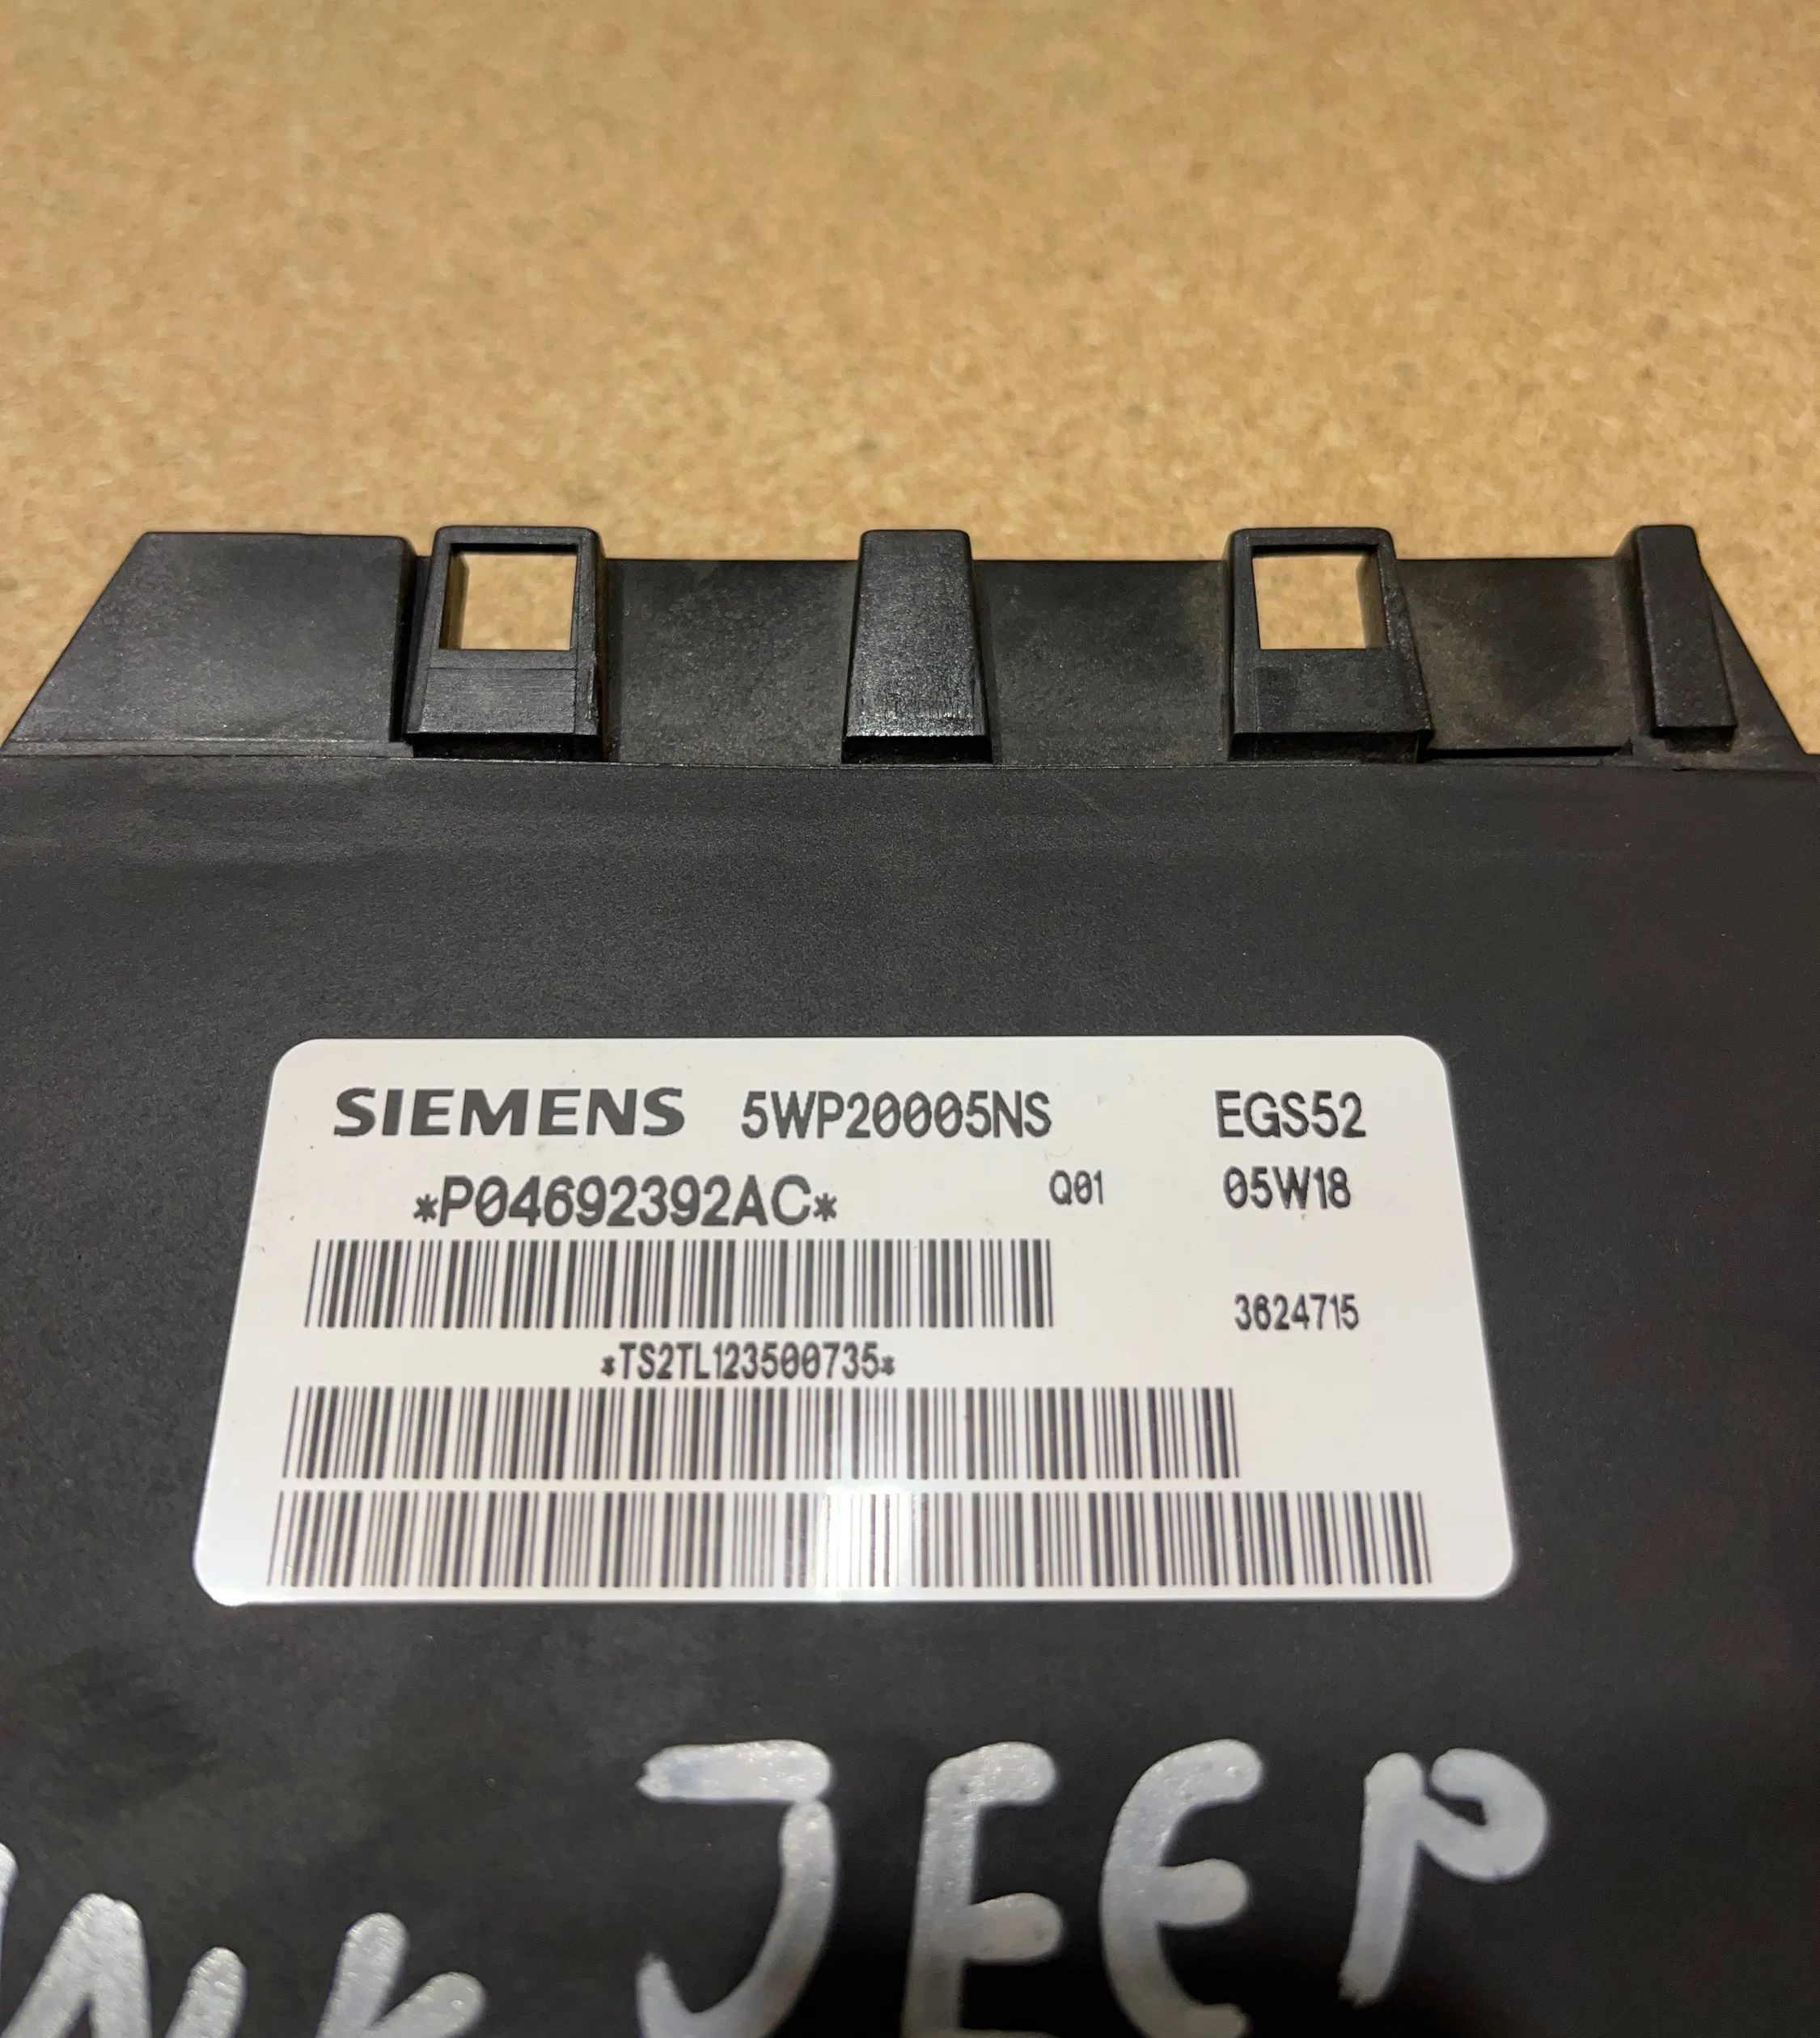 SIEMENS 5WP20005NS EGS52
*P04692392AC* Q01 05W18
3624715
*TS2TL123500735*
JEEP